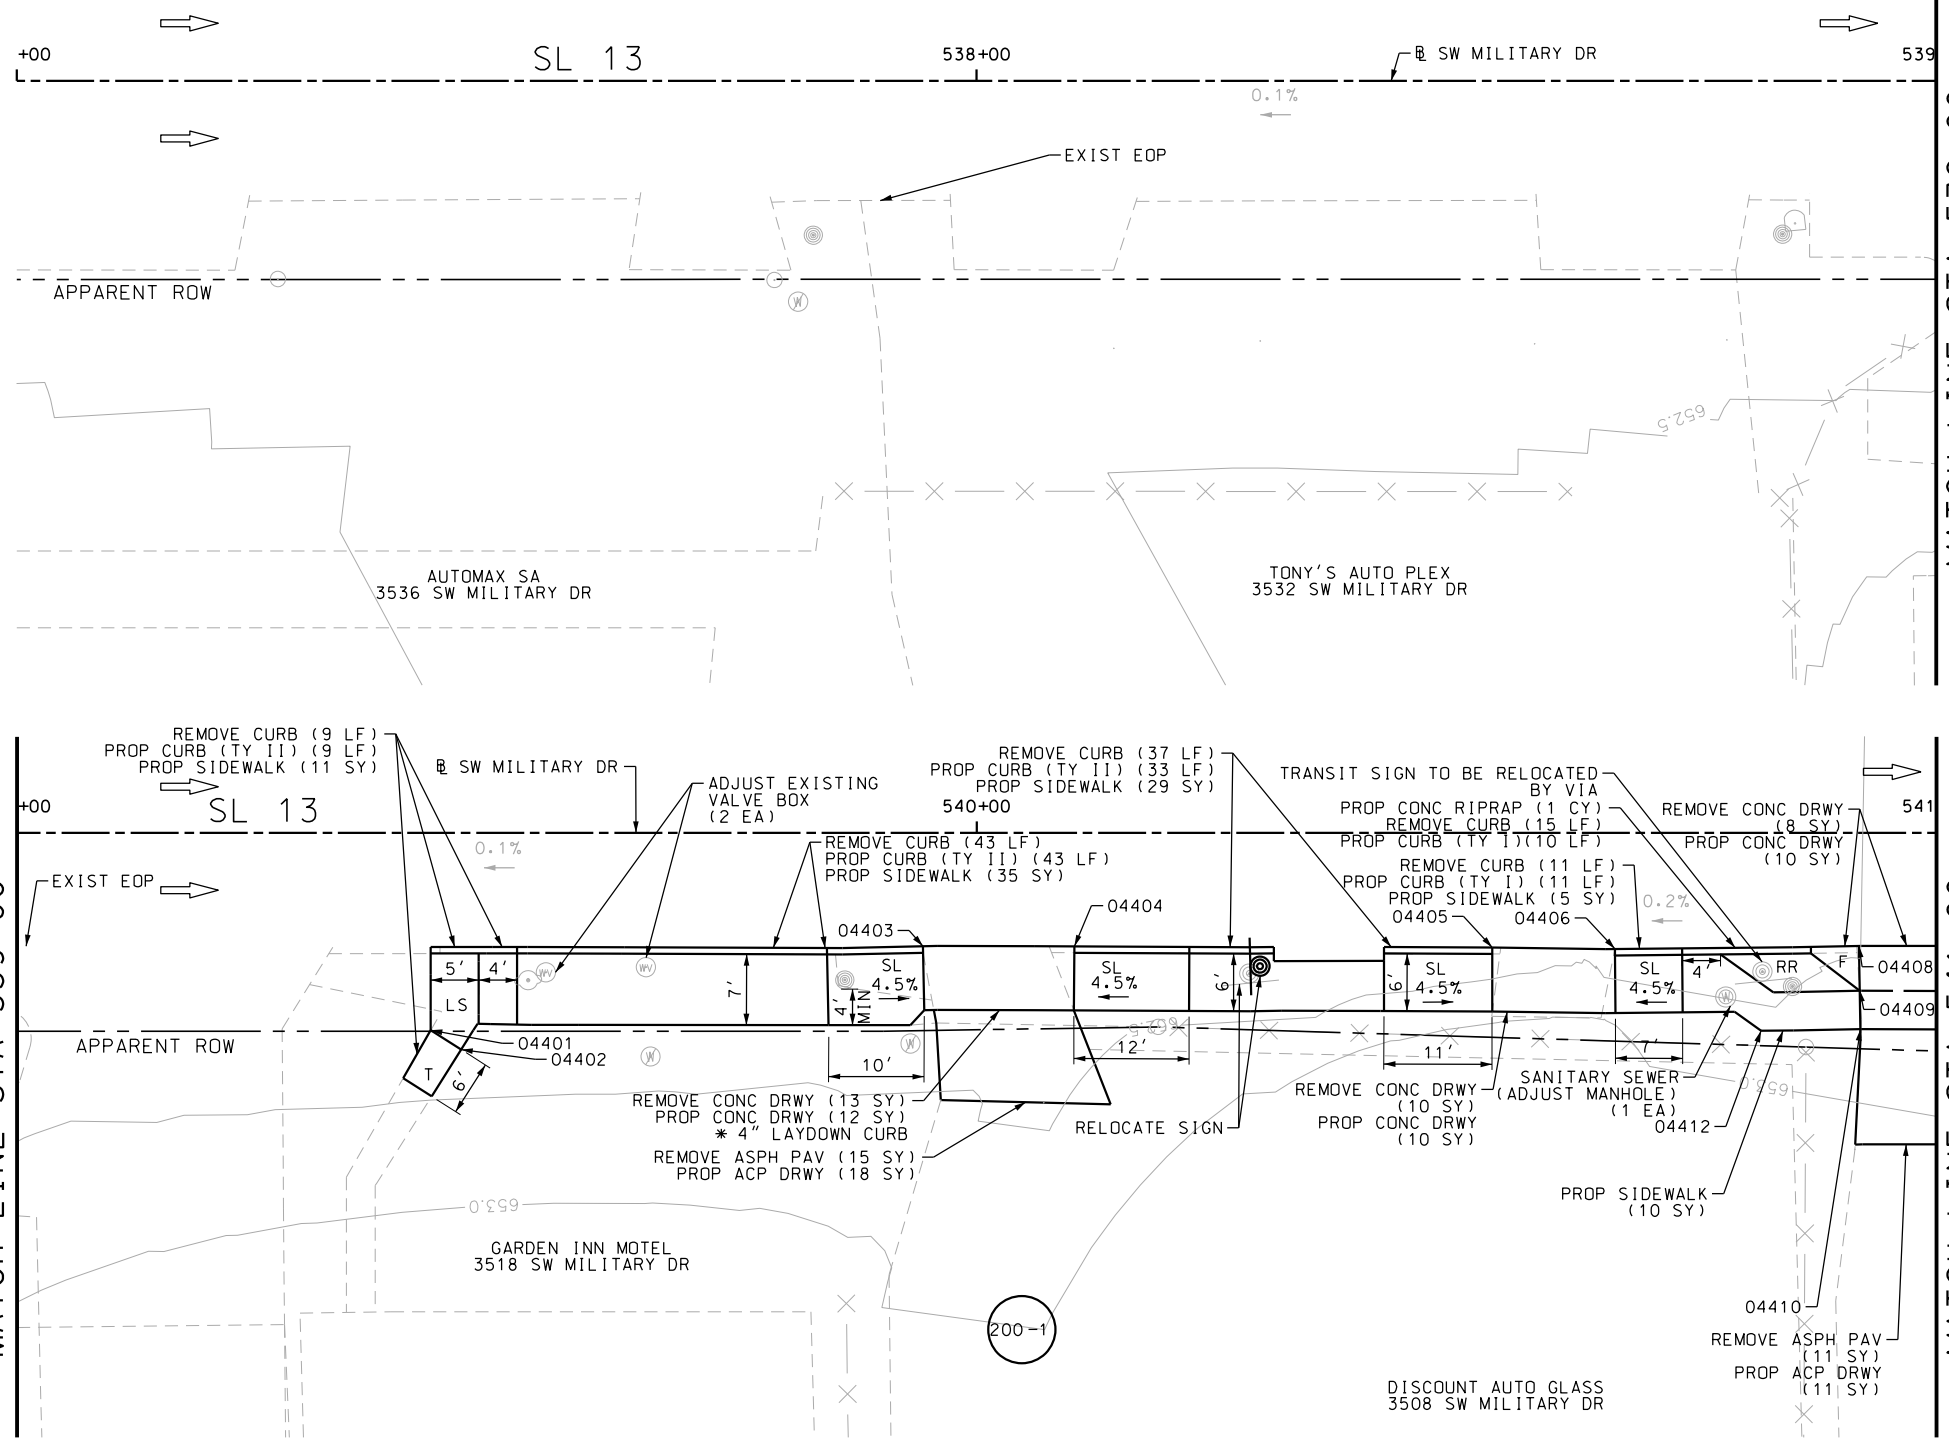 +00
SL 13
538+00
℄ SW MILITARY DR
539
0.1%
EXIST EOP
APPARENT ROW
W
652.5
AUTOMAX SA
3536 SW MILITARY DR
TONY'S AUTO PLEX
3532 SW MILITARY DR
REMOVE CURB (9 LF)
PROP CURB (TY II) (9 LF)
PROP SIDEWALK (11 SY)
℄ SW MILITARY DR
ADJUST EXISTING
VALVE BOX
(2 EA)
REMOVE CURB (37 LF)
PROP CURB (TY II) (33 LF)
PROP SIDEWALK (29 SY)
TRANSIT SIGN TO BE RELOCATED
BY VIA
PROP CONC RIPRAP (1 CY)
REMOVE CURB (15 LF)
PROP CURB (TY I)(10 LF)
REMOVE CONC DRWY
(8 SY)
PROP CONC DRWY
(10 SY)
+00
SL 13
540+00
541
0.1%
REMOVE CURB (43 LF)
PROP CURB (TY II) (43 LF)
PROP SIDEWALK (35 SY)
REMOVE CURB (11 LF)
PROP CURB (TY I) (11 LF)
PROP SIDEWALK (5 SY)
0.2%
EXIST EOP
04403
04404
04405
04406
5'
4'
LS
WV
WV
7'
SL
4.5%
4'
MIN
SL
4.5%
6'
6'
SL
4.5%
SL
4.5%
4'
RR
F
W
04408
04409
APPARENT ROW
04401
04402
T
6'
W
W
10'
12'
11'
7'
REMOVE CONC DRWY (13 SY)
PROP CONC DRWY (12 SY)
* 4" LAYDOWN CURB
REMOVE ASPH PAV (15 SY)
PROP ACP DRWY (18 SY)
RELOCATE SIGN
REMOVE CONC DRWY
(10 SY)
PROP CONC DRWY
(10 SY)
SANITARY SEWER
(ADJUST MANHOLE)
(1 EA)
04412
653.0
PROP SIDEWALK
(10 SY)
653.0
GARDEN INN MOTEL
3518 SW MILITARY DR
200-1
04410
REMOVE ASPH PAV
(11 SY)
PROP ACP DRWY
(11 SY)
DISCOUNT AUTO GLASS
3508 SW MILITARY DR